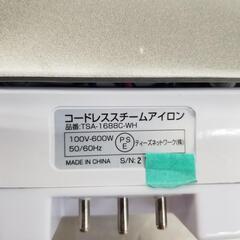 コードレススチームアイロン
品番:TSA-1688C-WH
100V-600W
50/60Hz
PSE
ティーズネットワーク(株)
MADE IN CHINA S/N: 2